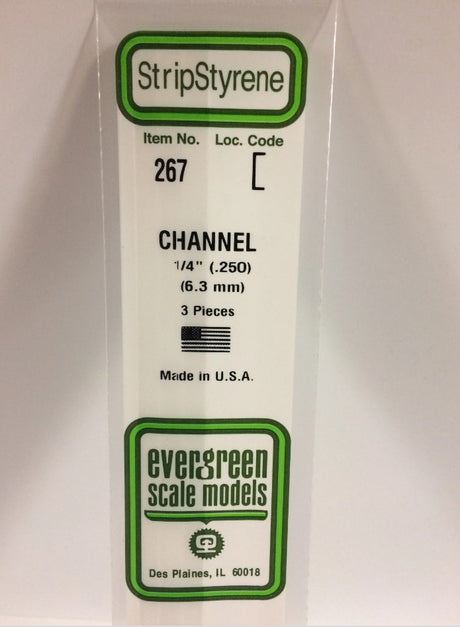 StripStyrene
Item No. Loc. Code
267 [
CHANNEL
1/4" (.250)
(6.3 mm)
3 Pieces
Made in U.S.A.
evergreen
scale models
Des Plaines, IL 60018